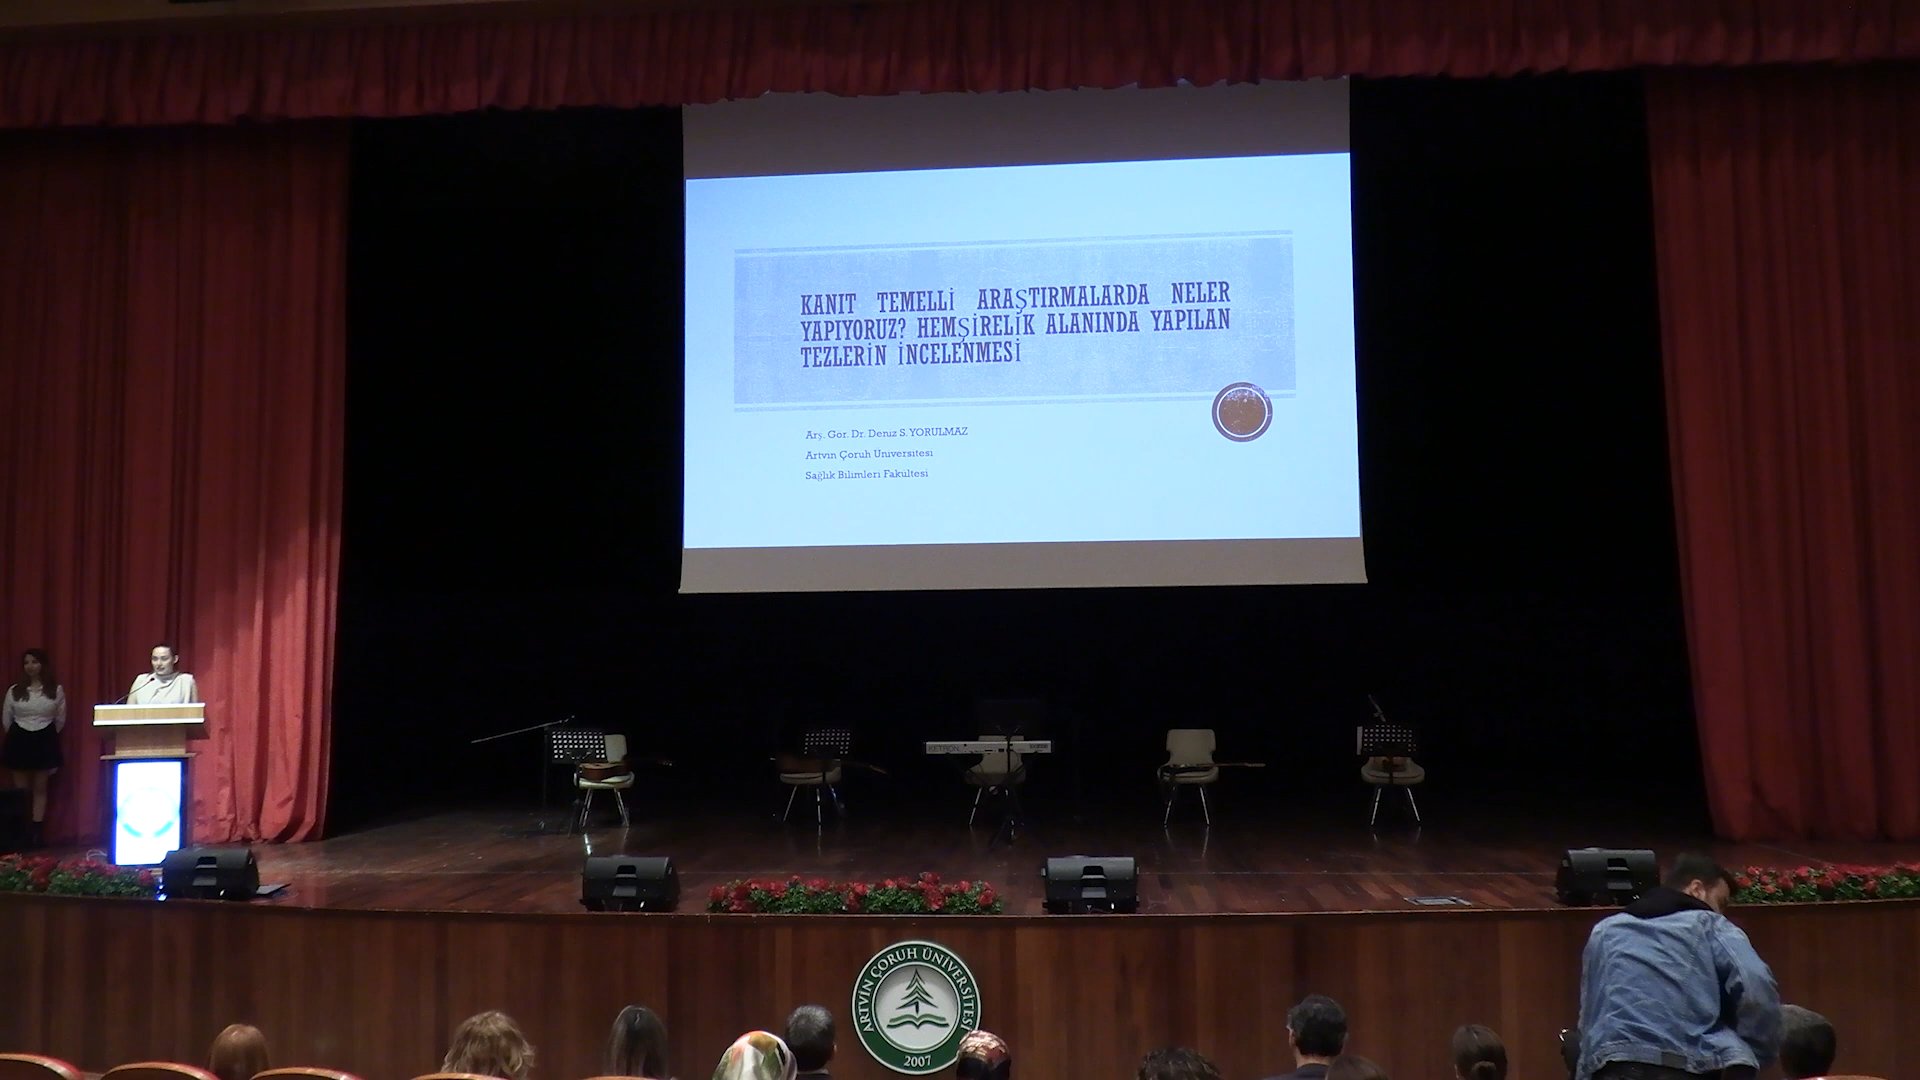 KANIT TEMELLİ ARAŞTIRMALARDA NELER
YAPIYORUZ? HEMŞİRELİK ALANINDA YAPILAN
TEZLERİN İNCELENMESİ
Arş. Gör. Dr. Deniz S. YORULMAZ
Artvin Çoruh Üniversitesi
Sağlık Bilimleri Fakültesi
KETRON
ARTVİN ÇORUH ÜNİVERSİTESİ
2007